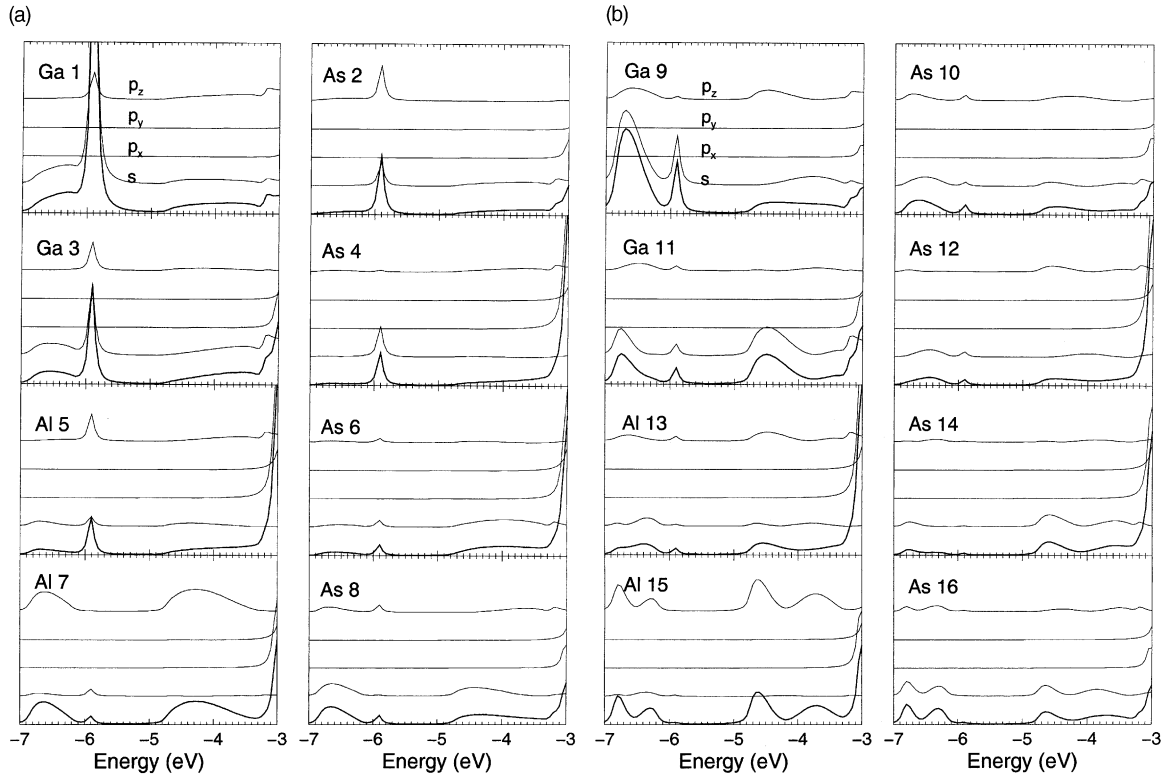 (a)
(b)
Ga 1
p_z
p_y
p_x
s
As 2
Ga 9
p_z
p_y
p_x
s
As 10
Ga 3
As 4
Ga 11
As 12
Al 5
As 6
Al 13
As 14
Al 7
As 8
Al 15
As 16
−7 −6 −5 −4 −3
−7 −6 −5 −4 −3
−7 −6 −5 −4 −3
−7 −6 −5 −4 −3
Energy (eV)
Energy (eV)
Energy (eV)
Energy (eV)